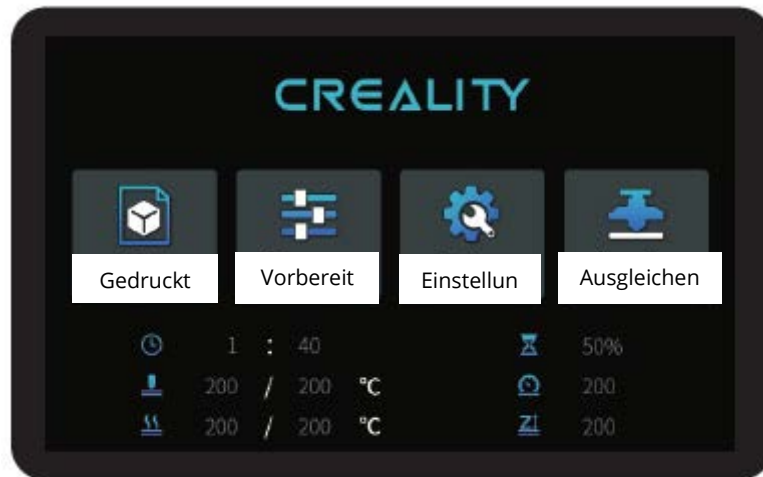 CREALITY
Gedruckt Vorbereit Einstellun Ausgleichen
1 : 40 50%
200 / 200 °C 200
200 / 200 °C Z 200